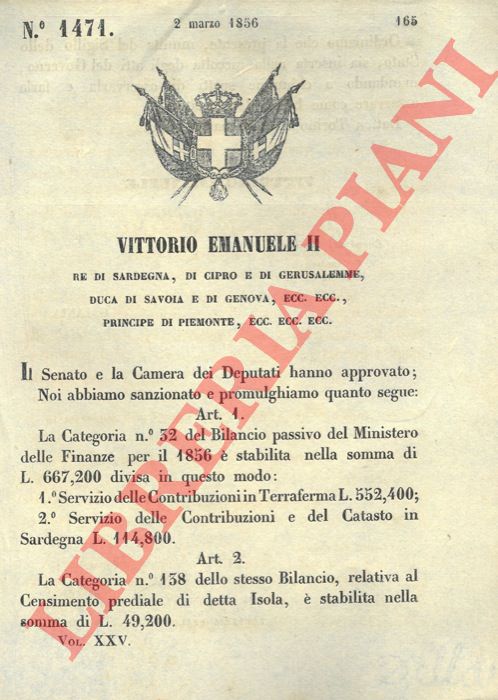 N.º 1471.
2 marzo 1856
165
VITTORIO EMANUELE II
RE DI SARDEGNA, DI CIPRO E DI GERUSALEMME,
DUCA DI SAVOIA E DI GENOVA, ECC. ECC.,
PRINCIPE DI PIEMONTE, ECC. ECC. ECC.
Il Senato e la Camera dei Deputati hanno approvato;
Noi abbiamo sanzionato e promulghiamo quanto segue:
Art. 1.
La Categoria n.º 32 del Bilancio passivo del Ministero
delle Finanze per il 1856 è stabilita nella somma di
L. 667,200 divisa in questo modo:
1.º Servizio delle Contribuzioni in Terraferma L. 552,400;
2.º Servizio delle Contribuzioni e del Catasto in
Sardegna L. 114,800.
Art. 2.
La Categoria n.º 138 dello stesso Bilancio, relativa al
Censimento prediale di detta Isola, è stabilita nella
somma di L. 49,200.
VOL. XXV.
LIBRERIA PIANI